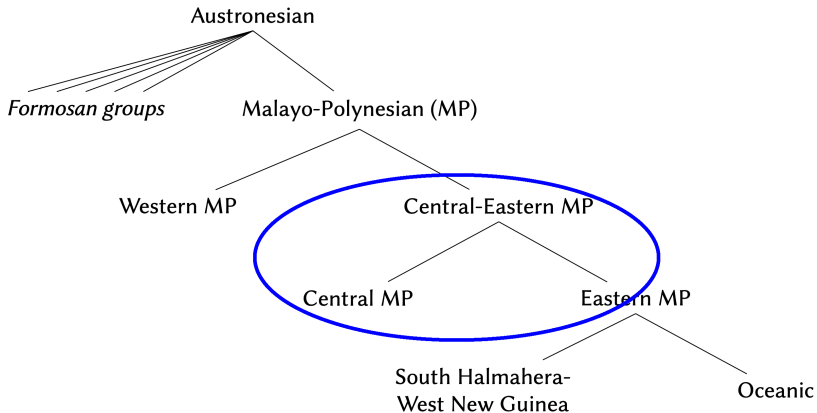 Austronesian
Formosan groups
Malayo-Polynesian (MP)
Western MP
Central-Eastern MP
Central MP
Eastern MP
South Halmahera-
West New Guinea
Oceanic